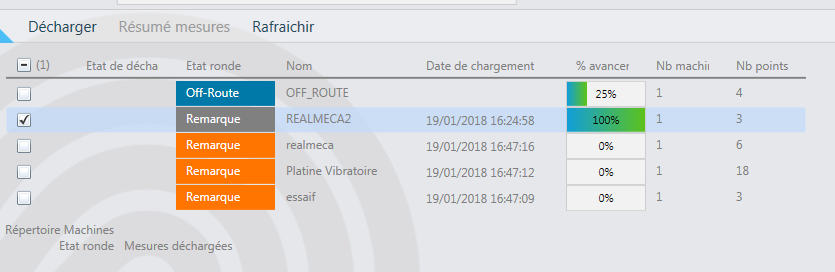 Décharger Résumé mesures Rafraichir
(1) Etat de décha Etat ronde Nom Date de chargement % avancer Nb machii Nb points
Off-Route OFF_ROUTE 25% 1 4
Remarque REALMECA2 19/01/2018 16:24:58 100% 1 3
Remarque realmeca 19/01/2018 16:47:16 0% 1 6
Remarque Platine Vibratoire 19/01/2018 16:47:12 0% 1 18
Remarque essaif 19/01/2018 16:47:09 0% 1 3
Répertoire Machines
Etat ronde Mesures déchargées